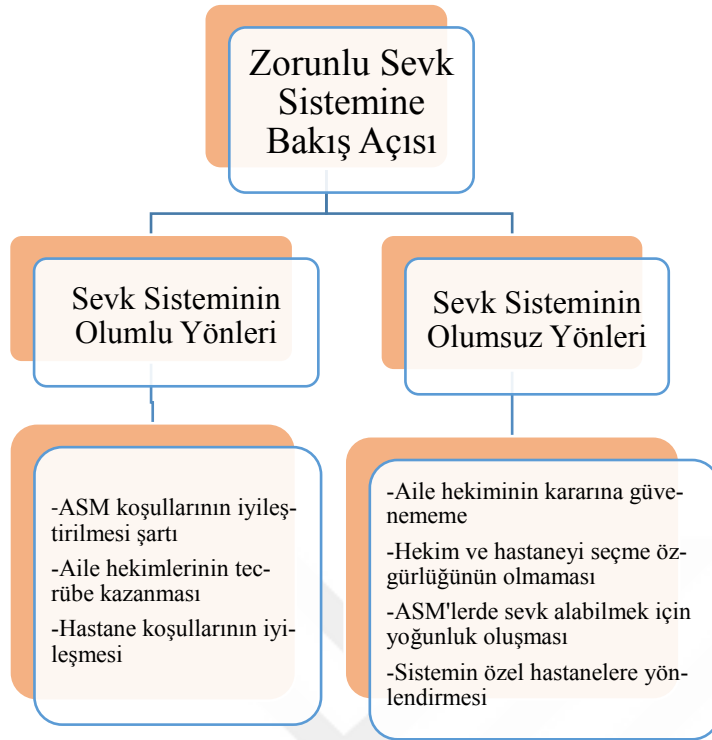 Zorunlu Sevk
Sistemine
Bakış Açısı
Sevk Sisteminin
Olumlu Yönleri
Sevk Sisteminin
Olumsuz Yönleri
-ASM koşullarının iyileş-
tirilmesi şartı
-Aile hekimlerinin tec-
rübe kazanması
-Hastane koşullarının iyi-
leşmesi
-Aile hekiminin kararına güve-
nememe
-Hekim ve hastaneyi seçme öz-
gürlüğünün olmaması
-ASM'lerde sevk alabilmek için
yoğunluk oluşması
-Sistemin özel hastanelere yön-
lendirmesi